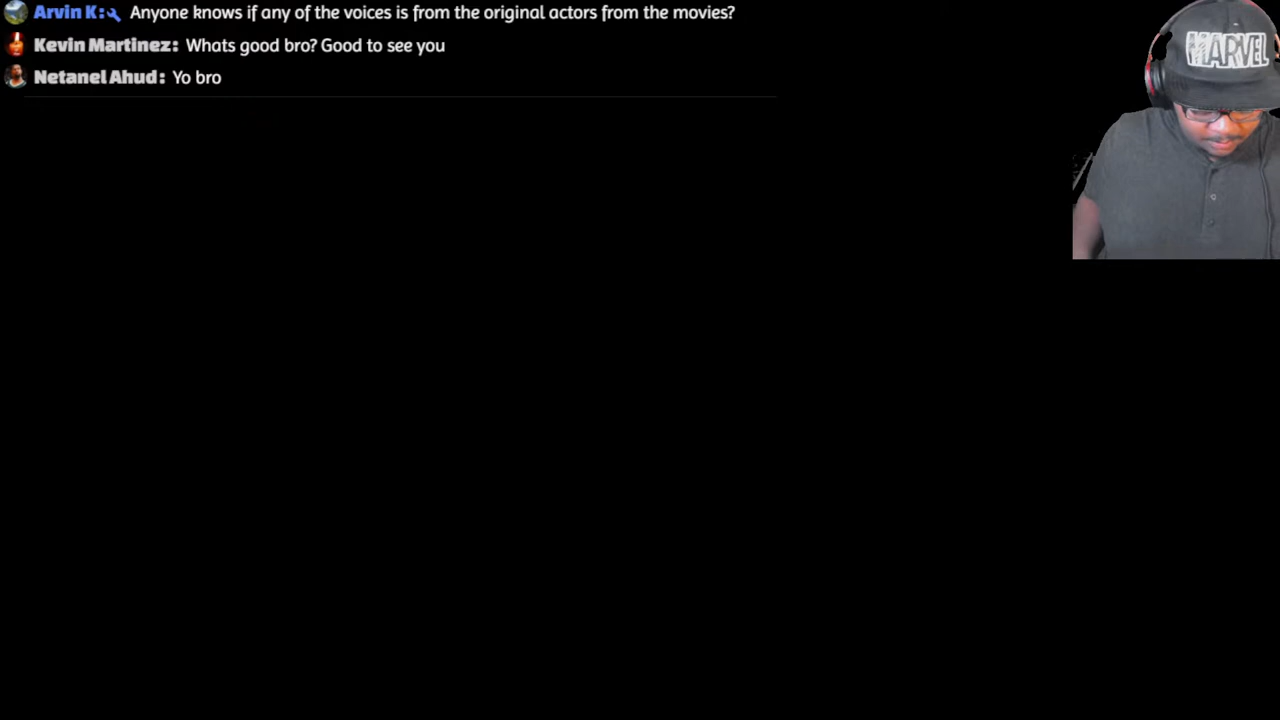 Arvin K: Anyone knows if any of the voices is from the original actors from the movies?
Kevin Martinez: Whats good bro? Good to see you
Netanel Ahud: Yo bro
MARVEL